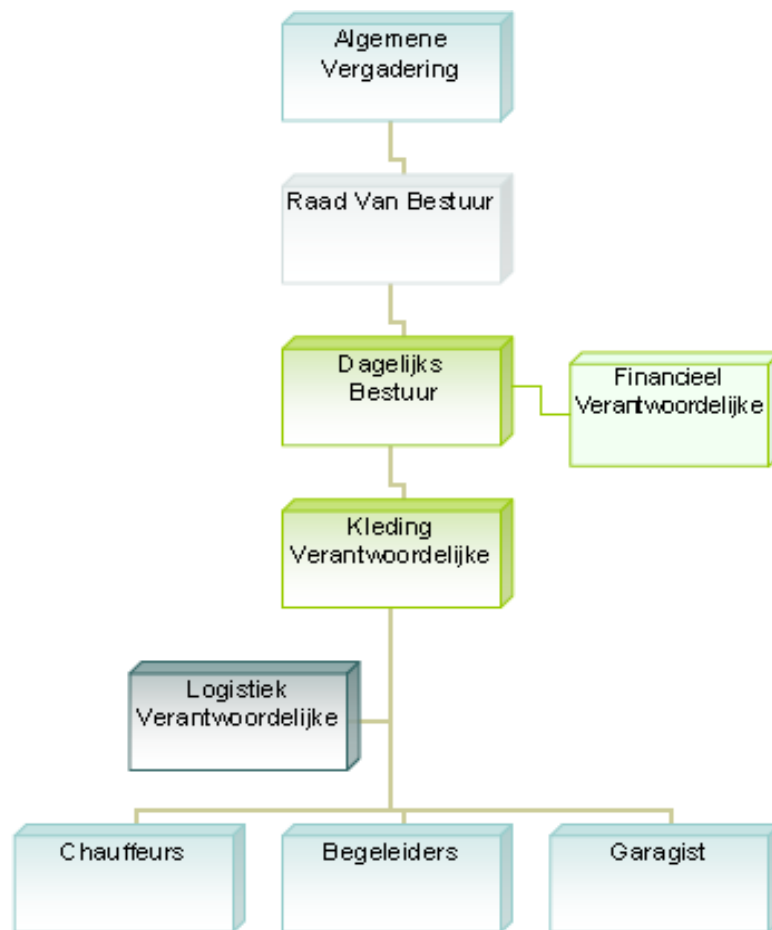 Algemene
Vergadering
Raad Van Bestuur
Dagelijks
Bestuur
Financieel
Verantwoordelijke
Kleding
Verantwoordelijke
Logistiek
Verantwoordelijke
Chauffeurs
Begeleiders
Garagist